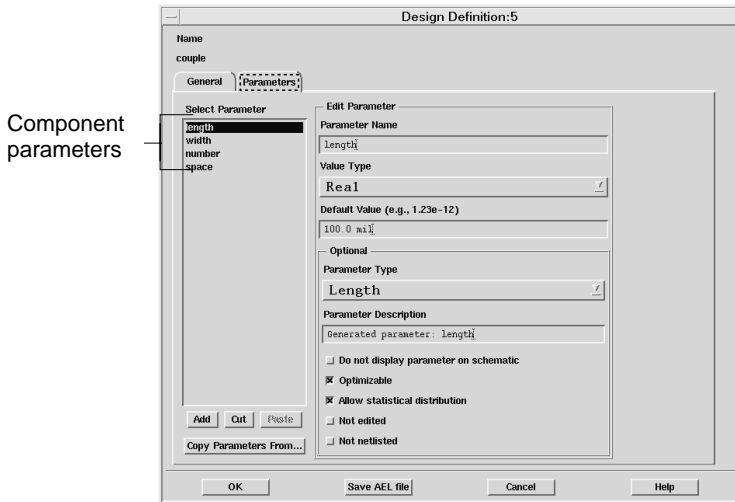 Design Definition:5
Name
couple
General
Parameters
Component
parameters
Select Parameter
length
width
number
space
Add
Cut
Paste
Copy Parameters From...
Edit Parameter
Parameter Name
length
Value Type
Real
Default Value (e.g., 1.23e-12)
100.0 mil
Optional
Parameter Type
Length
Parameter Description
Generated parameter: length
Do not display parameter on schematic
Optimizable
Allow statistical distribution
Not edited
Not netlisted
OK
Save AEL file
Cancel
Help